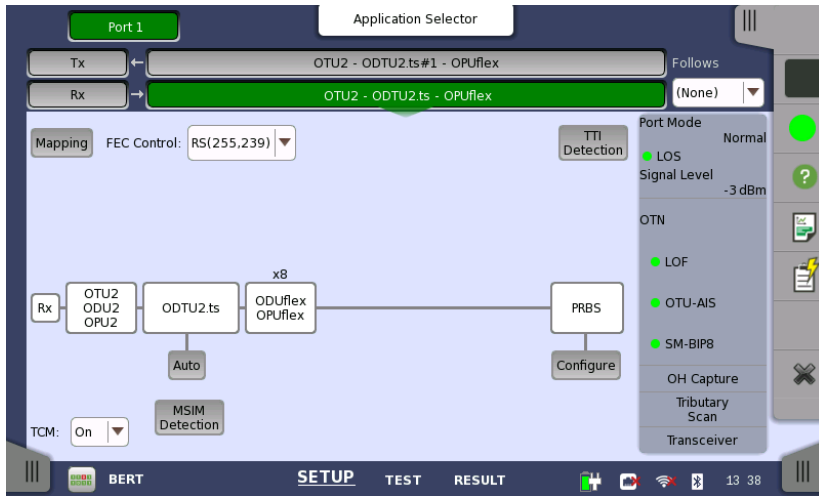 Port 1
Application Selector
Tx
OTU2 - ODTU2.ts#1 - OPUflex
Follows
Rx
OTU2 - ODTU2.ts - OPUflex
(None)
Mapping
FEC Control:
RS(255,239)
TTI
Detection
Port Mode
Normal
LOS
Signal Level
-3 dBm
OTN
LOF
OTU-AIS
SM-BIP8
OH Capture
Tributary
Scan
Transceiver
x8
Rx
OTU2
ODU2
OPU2
ODTU2.ts
ODUflex
OPUflex
PRBS
Auto
Configure
MSIM
Detection
TCM:
On
BERT
SETUP
TEST
RESULT
13 38